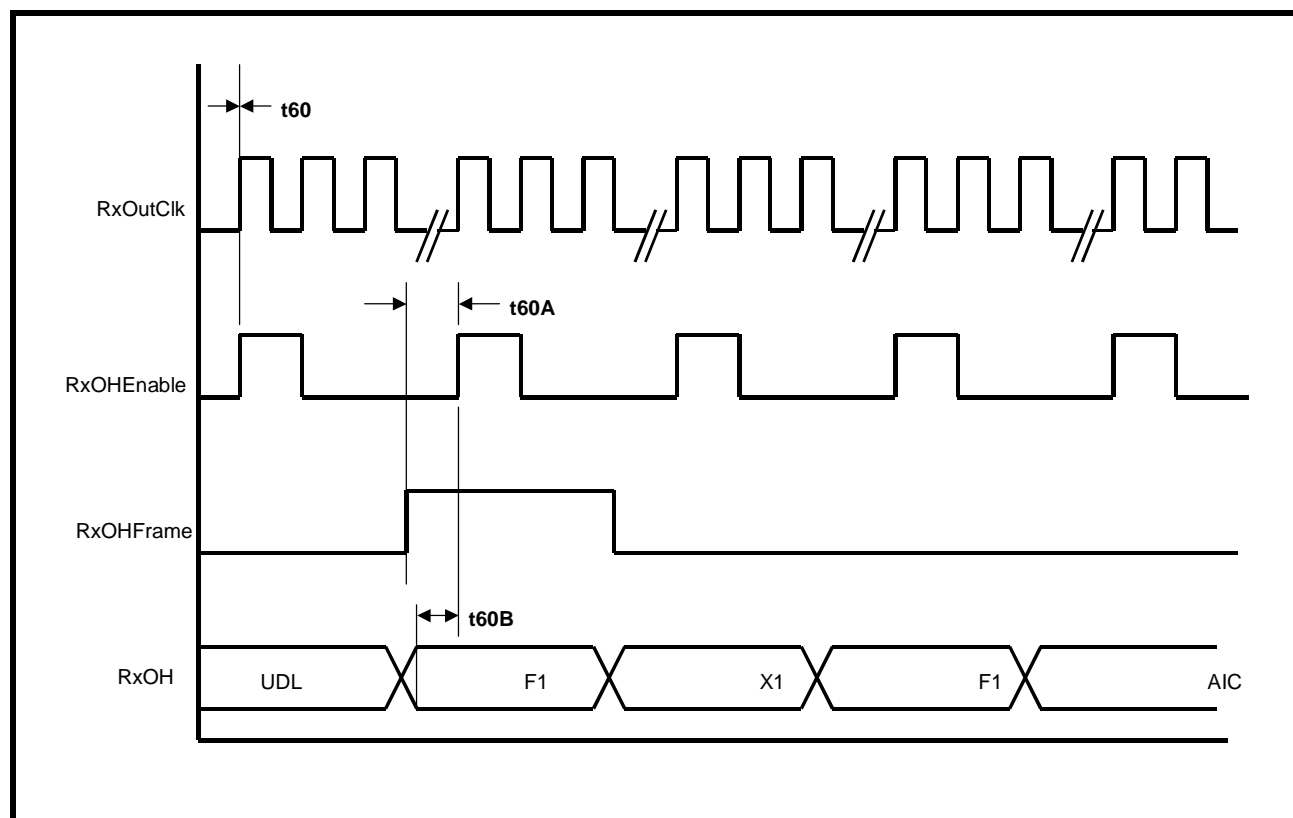 t60
RxOutClk
t60A
RxOHEnable
RxOHFrame
t60B
RxOH
UDL
F1
X1
F1
AIC